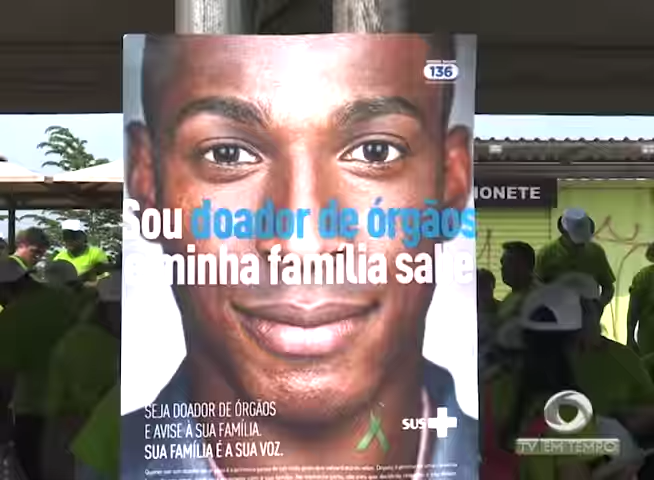 136
Sou doador de órgãos
e minha família sabe
IONETE
SEJA DOADOR DE ÓRGÃOS
E AVISE À SUA FAMÍLIA.
SUA FAMÍLIA É A SUA VOZ.
SUS
TV EM TEMPO